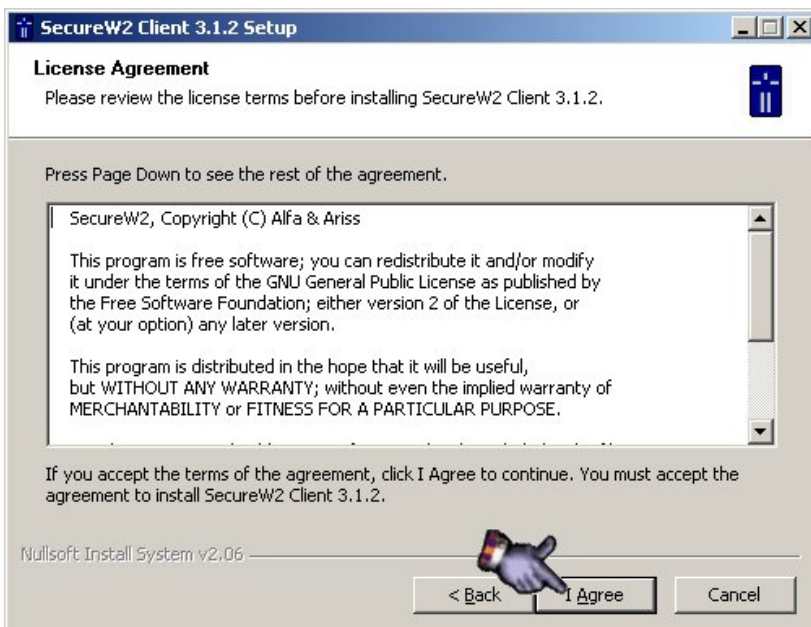 SecureW2 Client 3.1.2 Setup
License Agreement
Please review the license terms before installing SecureW2 Client 3.1.2.
Press Page Down to see the rest of the agreement.
SecureW2, Copyright (C) Alfa & Ariss
This program is free software; you can redistribute it and/or modify
it under the terms of the GNU General Public License as published by
the Free Software Foundation; either version 2 of the License, or
(at your option) any later version.
This program is distributed in the hope that it will be useful,
but WITHOUT ANY WARRANTY; without even the implied warranty of
MERCHANTABILITY or FITNESS FOR A PARTICULAR PURPOSE.
If you accept the terms of the agreement, click I Agree to continue. You must accept the
agreement to install SecureW2 Client 3.1.2.
Nullsoft Install System v2.06
< Back I Agree Cancel